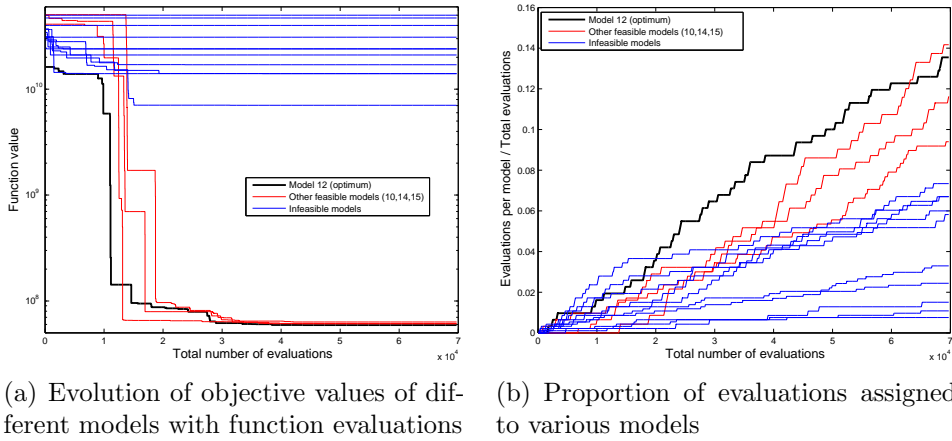 Function value
10^10
10^9
10^8
0 1 2 3 4 5 6 7
x 10^4
Total number of evaluations
Model 12 (optimum)
Other feasible models (10,14,15)
Infeasible models
(a) Evolution of objective values of dif-
ferent models with function evaluations
Evaluations per model / Total evaluations
0.16
0.14
0.12
0.1
0.08
0.06
0.04
0.02
0
0 1 2 3 4 5 6 7
x 10^4
Total number of evaluations
Model 12 (optimum)
Other feasible models (10,14,15)
Infeasible models
(b) Proportion of evaluations assigned
to various models